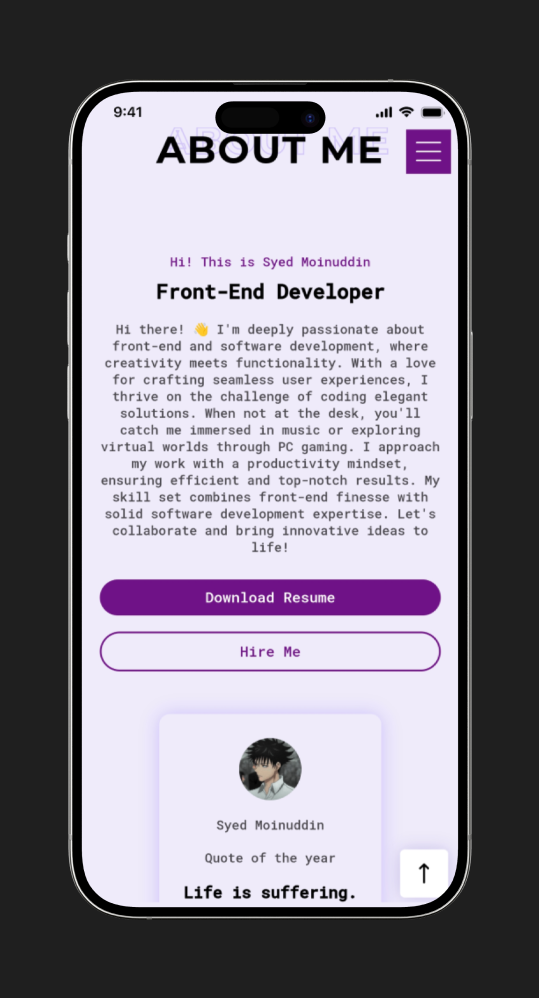 9:41
ABOUT ME
ABOUT ME
Hi! This is Syed Moinuddin
Front-End Developer
Hi there! 👋 I'm deeply passionate about
front-end and software development, where
creativity meets functionality. With a love
for crafting seamless user experiences, I
thrive on the challenge of coding elegant
solutions. When not at the desk, you'll
catch me immersed in music or exploring
virtual worlds through PC gaming. I approach
my work with a productivity mindset,
ensuring efficient and top-notch results. My
skill set combines front-end finesse with
solid software development expertise. Let's
collaborate and bring innovative ideas to
life!
Download Resume
Hire Me
Syed Moinuddin
Quote of the year
Life is suffering.